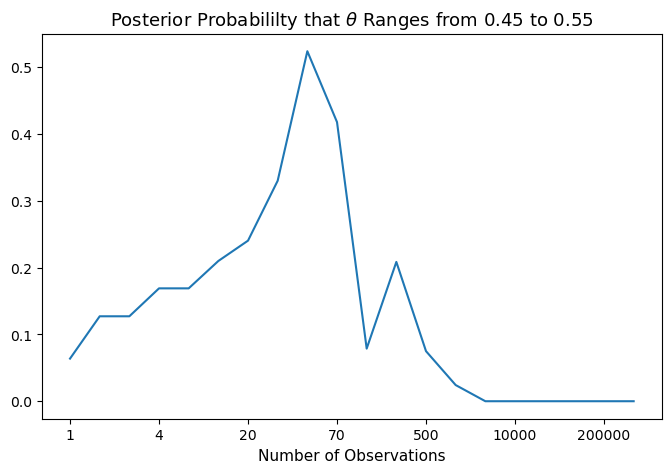 Posterior Probabililty that θ Ranges from 0.45 to 0.55
0.5
0.4
0.3
0.2
0.1
0.0
1 4 20 70 500 10000 200000
Number of Observations